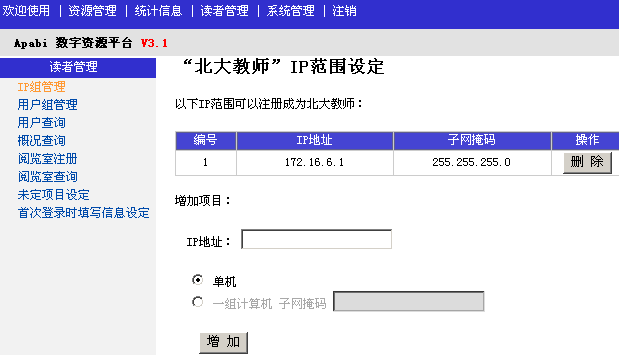 欢迎使用 | 资源管理 | 统计信息 | 读者管理 | 系统管理 | 注销
Apabi 数字资源平台 V3.1
读者管理
IP组管理
用户组管理
用户查询
概况查询
阅览室注册
阅览室查询
未定项目设定
首次登录时填写信息设定
“北大教师”IP范围设定
以下IP范围可以注册成为北大教师：
编号 IP地址 子网掩码 操作
1 172.16.6.1 255.255.255.0 删 除
增加项目：
IP地址：
单机
一组计算机 子网掩码
增 加